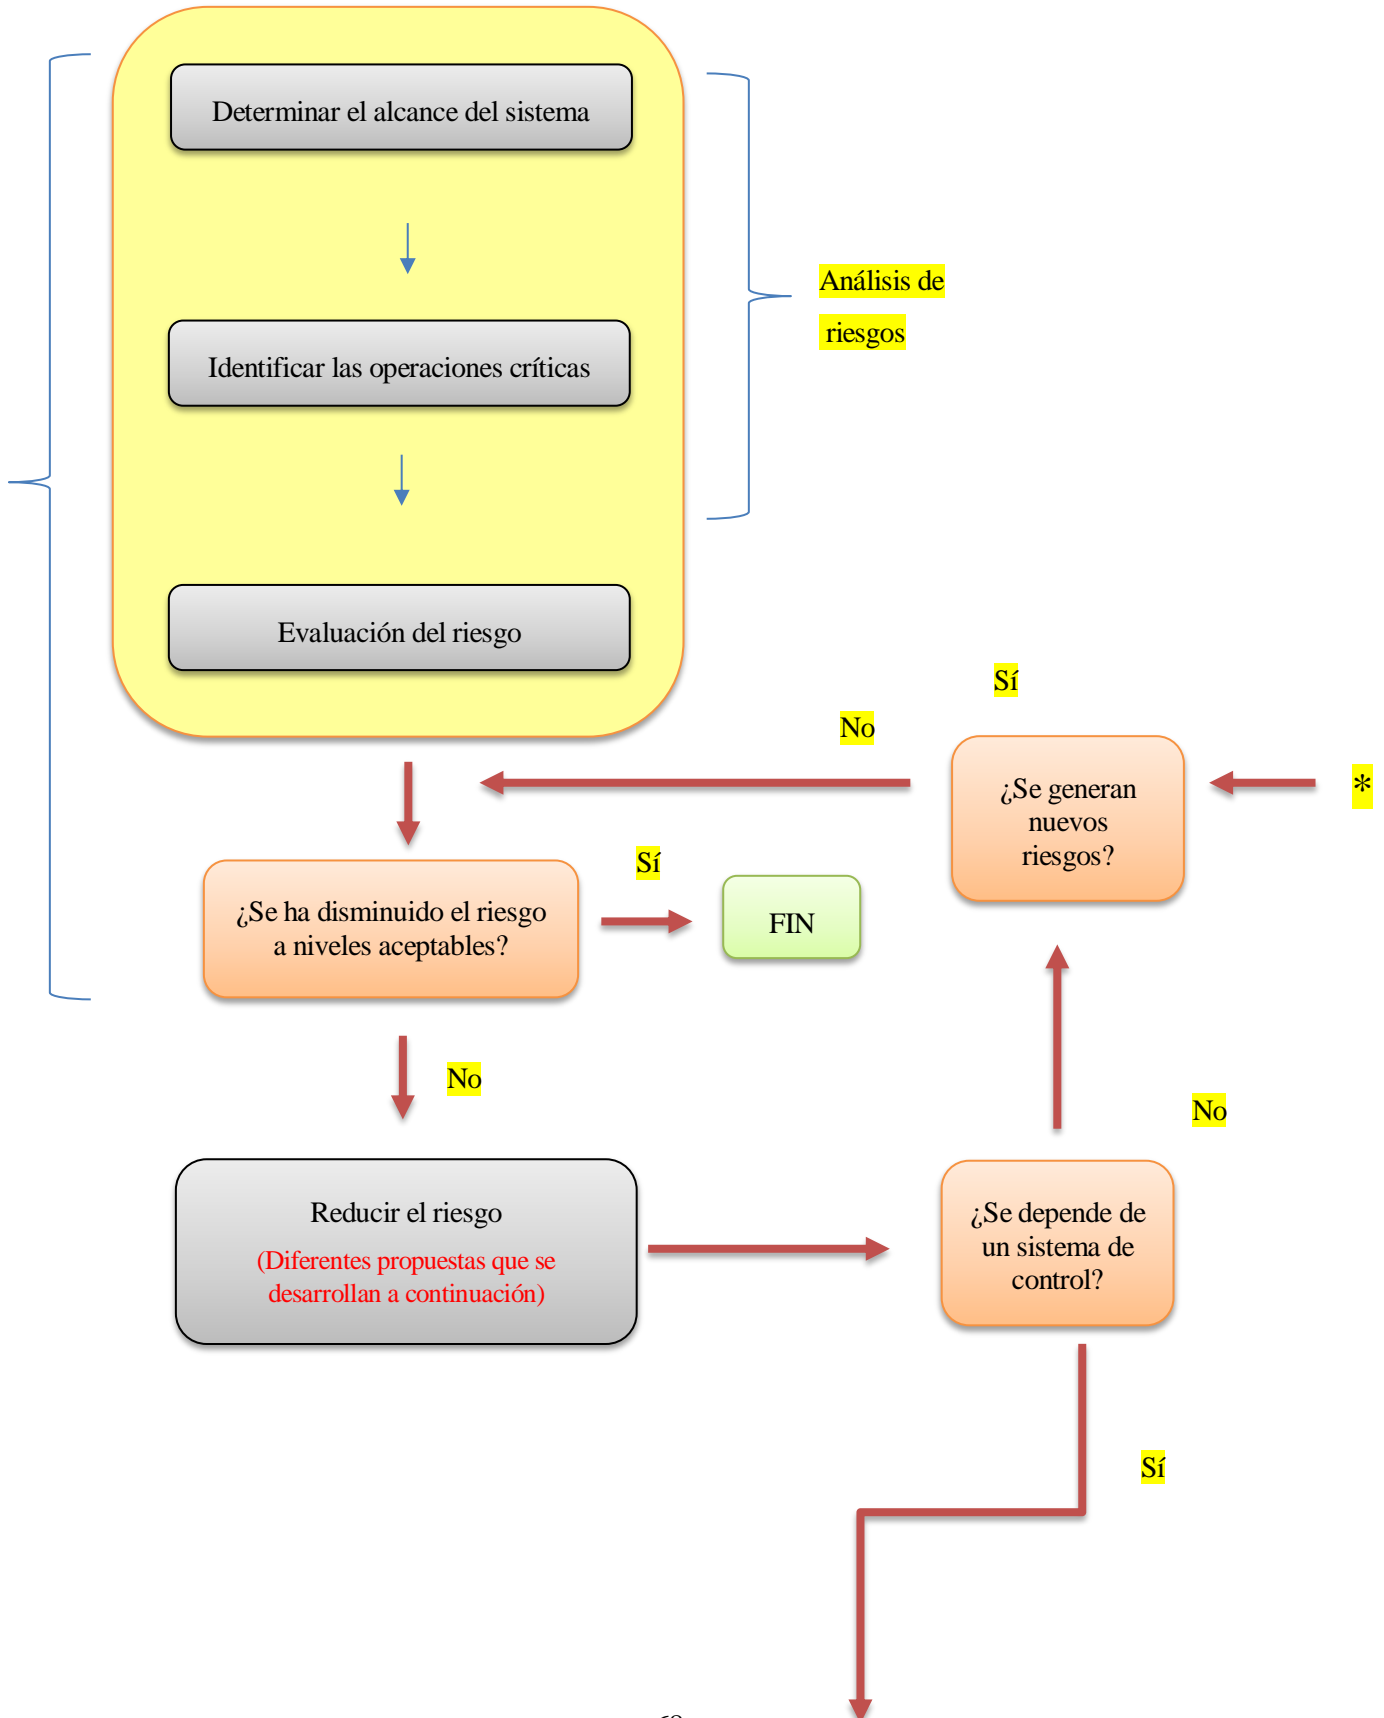 Determinar el alcance del sistema
Análisis de
riesgos
Identificar las operaciones críticas
Evaluación del riesgo
Sí
No
¿Se generan
nuevos
riesgos?
*
¿Se ha disminuido el riesgo
a niveles aceptables?
Sí
FIN
No
No
Reducir el riesgo
(Diferentes propuestas que se
desarrollan a continuación)
¿Se depende de
un sistema de
control?
Sí